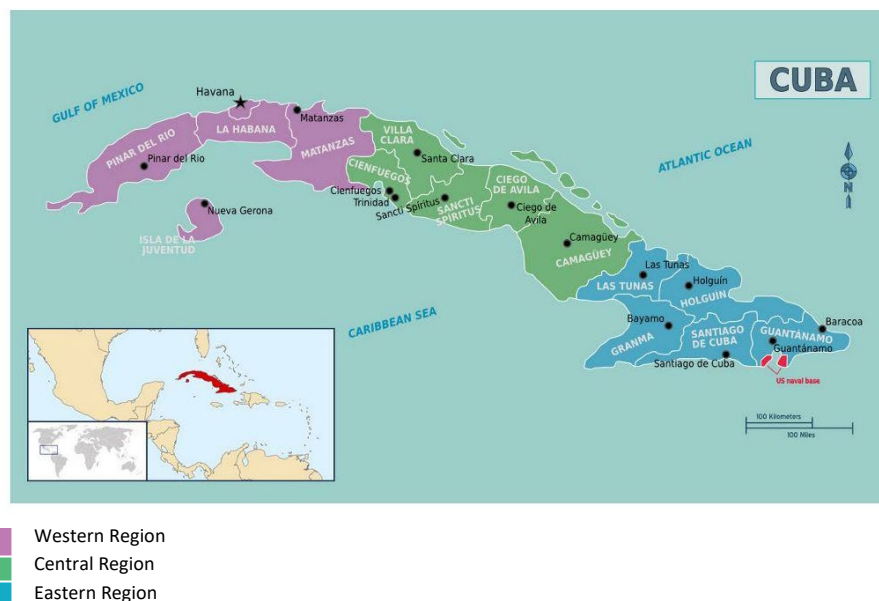 CUBA
GULF OF MEXICO
Havana
Matanzas
LA HABANA
PINAR DEL RIO
Pinar del Rio
MATANZAS
VILLA
CLARA
Santa Clara
ATLANTIC OCEAN
N
CIENFUEGOS
Cienfuegos
Trinidad
Sancti Spíritus
SANCTI
SPIRITUS
CIEGO
DE AVILA
Ciego de
Avila
Nueva Gerona
ISLA DE LA
JUVENTUD
Camagüey
CAMAGÜEY
Las Tunas
LAS TUNAS
Holguín
HOLGUIN
CARIBBEAN SEA
Bayamo
GRANMA
SANTIAGO
DE CUBA
Santiago de Cuba
GUANTÁNAMO
Guantánamo
Baracoa
US naval base
100 Kilometers
100 Miles
Western Region
Central Region
Eastern Region